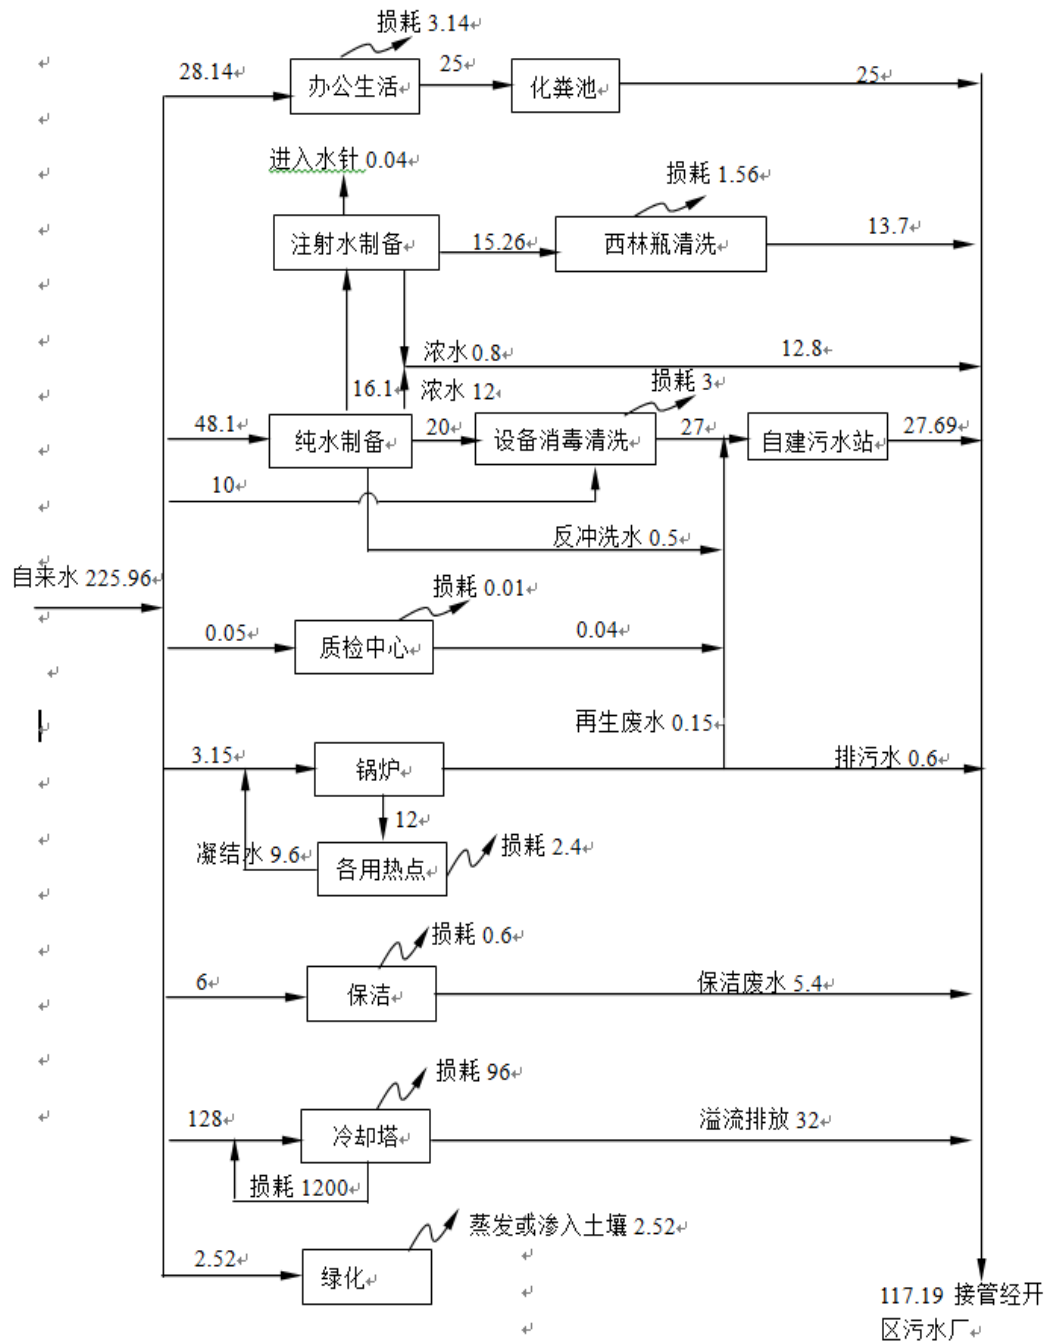 损耗 3.14
28.14
办公生活
25
化粪池
25
进入水针 0.04
损耗 1.56
注射水制备
15.26
西林瓶清洗
13.7
浓水 0.8
12.8
16.1
浓水 12
损耗 3
48.1
纯水制备
20
设备消毒清洗
27
自建污水站
27.69
10
反冲洗水 0.5
自来水 225.96
损耗 0.01
0.05
质检中心
0.04
再生废水 0.15
3.15
锅炉
排污水 0.6
12
凝结水 9.6
各用热点
损耗 2.4
损耗 0.6
6
保洁
保洁废水 5.4
损耗 96
128
冷却塔
溢流排放 32
损耗 1200
蒸发或渗入土壤 2.52
2.52
绿化
117.19 接管经开
区污水厂